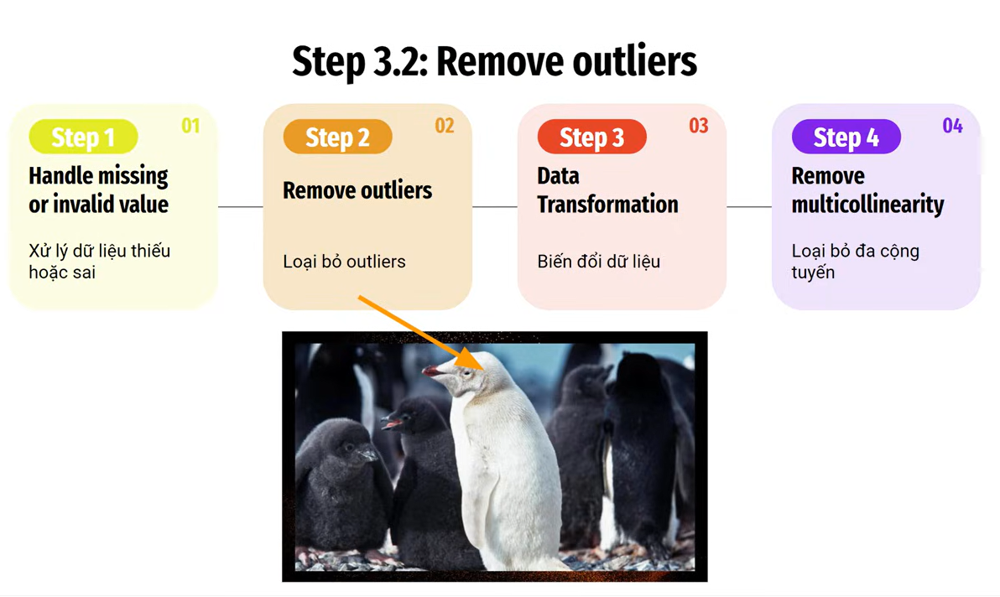 Step 3.2: Remove outliers
Step 1
01
Handle missing
or invalid value
Xử lý dữ liệu thiếu
hoặc sai
Step 2
02
Remove outliers
Loại bỏ outliers
Step 3
03
Data
Transformation
Biến đổi dữ liệu
Step 4
04
Remove
multicollinearity
Loại bỏ đa cộng
tuyến